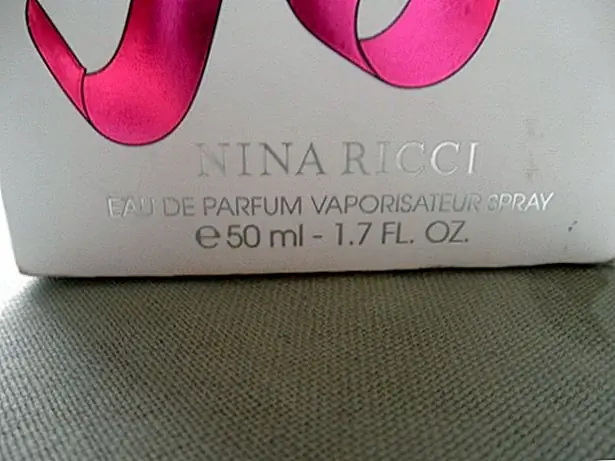 NINA RICCI
EAU DE PARFUM VAPORISATEUR SPRAY
℮50 ml - 1.7 FL. OZ.